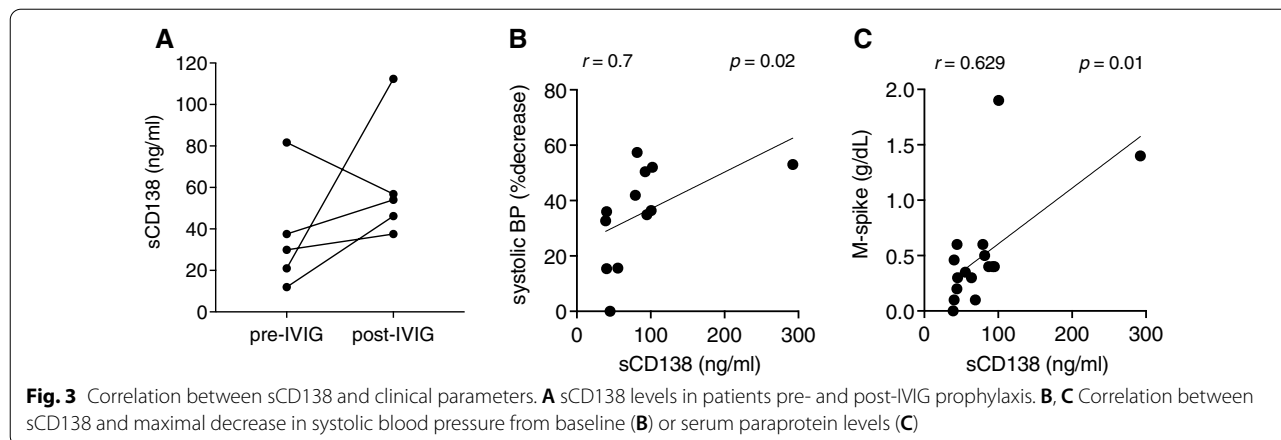 A
sCD138 (ng/ml)
120
100
80
60
40
20
0
pre-IVIG post-IVIG
B
r = 0.7 p = 0.02
systolic BP (%decrease)
80
60
40
20
0
0 100 200 300
sCD138 (ng/ml)
C
r = 0.629 p = 0.01
M-spike (g/dL)
2.0
1.5
1.0
0.5
0.0
0 100 200 300
sCD138 (ng/ml)
Fig. 3 Correlation between sCD138 and clinical parameters. A sCD138 levels in patients pre- and post-IVIG prophylaxis. B, C Correlation between
sCD138 and maximal decrease in systolic blood pressure from baseline (B) or serum paraprotein levels (C)